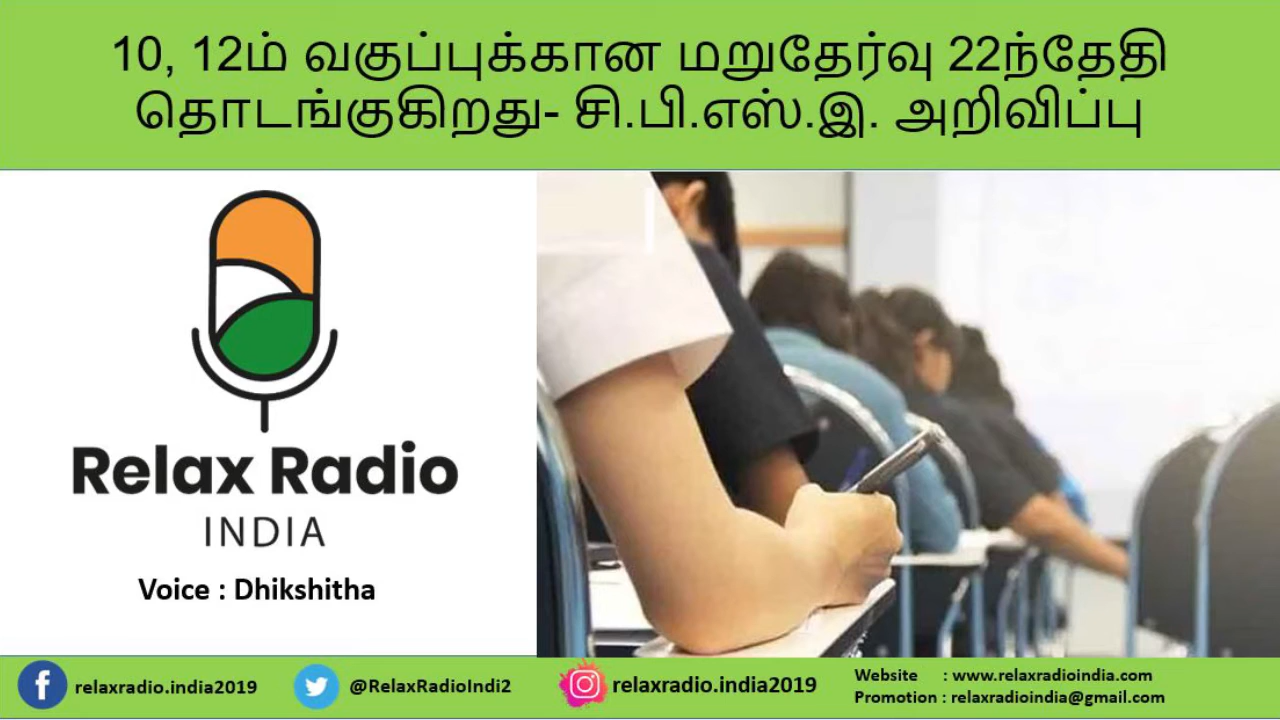 10, 12ம் வகுப்புக்கான மறுதேர்வு 22ந்தேதி
தொடங்குகிறது- சி.பி.எஸ்.இ. அறிவிப்பு
Relax Radio
INDIA
Voice : Dhikshitha
relaxradio.india2019
@RelaxRadioIndi2
relaxradio.india2019
Website : www.relaxradioindia.com
Promotion : relaxradioindia@gmail.com